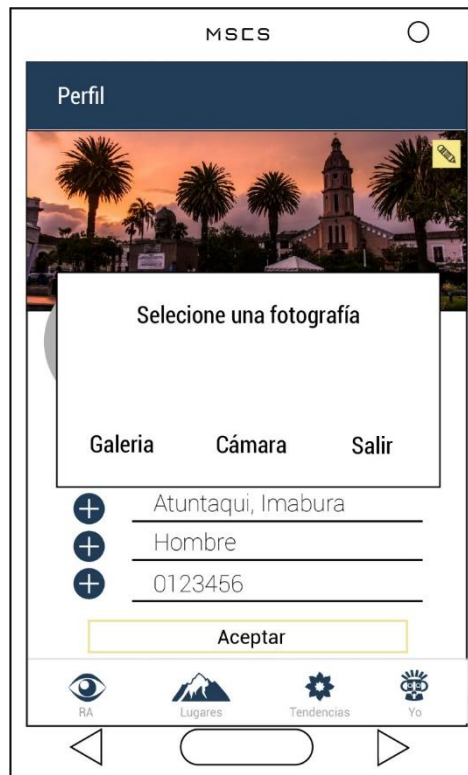 MSCS
Perfil
Selecione una fotografía
Galeria Cámara Salir
Atuntaqui, Imabura
Hombre
0123456
Aceptar
RA Lugares Tendencias Yo